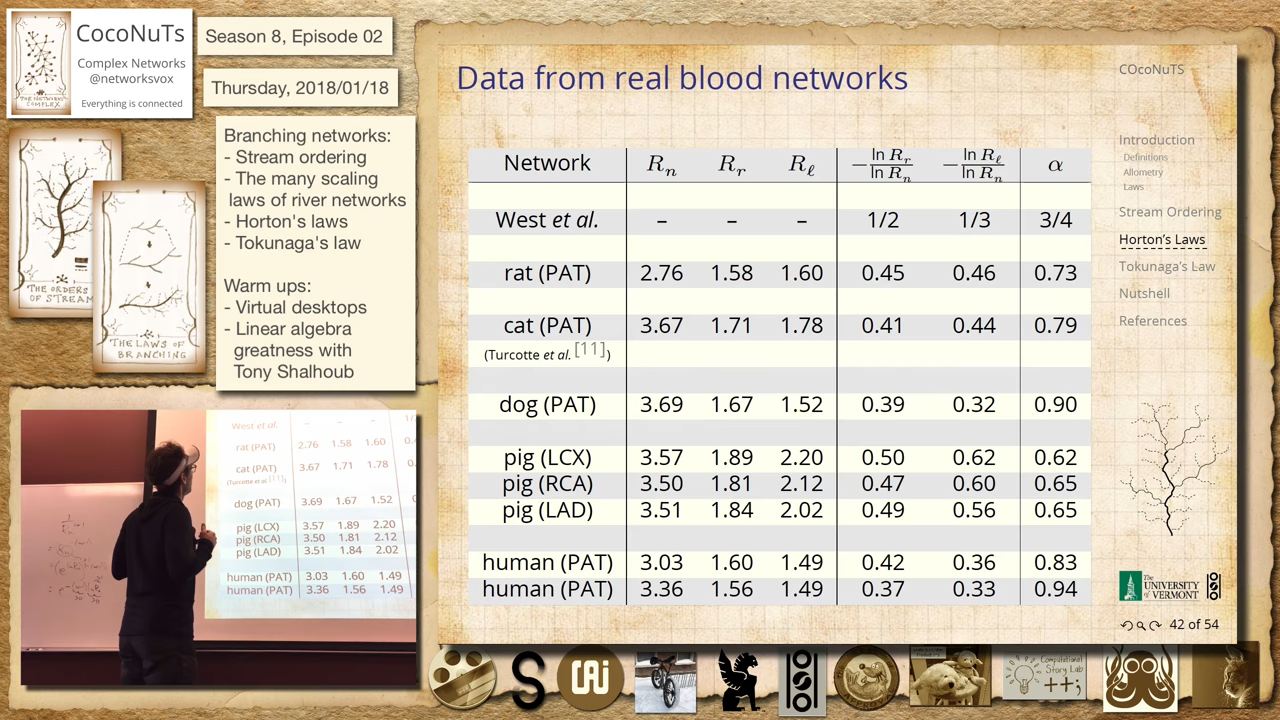 CocoNuTs
Complex Networks
@networksvox
Everything is connected
THE NETWORKS
COMPLEX
Season 8, Episode 02
Thursday, 2018/01/18
THE ORDERS
OF STREAM
THE LAWS OF
BRANCHING
Branching networks:
- Stream ordering
- The many scaling
laws of river networks
- Horton's laws
- Tokunaga's law
Warm ups:
- Virtual desktops
- Linear algebra
greatness with
Tony Shalhoub
West et al. – – –
rat (PAT) 2.76 1.58 1.60
cat (PAT) 3.67 1.71 1.78
(Turcotte et al. [11])
dog (PAT) 3.69 1.67 1.52
pig (LCX) 3.57 1.89 2.20
pig (RCA) 3.50 1.81 2.12
pig (LAD) 3.51 1.84 2.02
human (PAT) 3.03 1.60 1.49
human (PAT) 3.36 1.56 1.49
Data from real blood networks
Network R_n R_r R_ℓ −ln R_r/ln R_n −ln R_ℓ/ln R_n α
West et al. – – – 1/2 1/3 3/4
rat (PAT) 2.76 1.58 1.60 0.45 0.46 0.73
cat (PAT) 3.67 1.71 1.78 0.41 0.44 0.79
(Turcotte et al. [11])
dog (PAT) 3.69 1.67 1.52 0.39 0.32 0.90
pig (LCX) 3.57 1.89 2.20 0.50 0.62 0.62
pig (RCA) 3.50 1.81 2.12 0.47 0.60 0.65
pig (LAD) 3.51 1.84 2.02 0.49 0.56 0.65
human (PAT) 3.03 1.60 1.49 0.42 0.36 0.83
human (PAT) 3.36 1.56 1.49 0.37 0.33 0.94
COcoNuTS
Introduction
Definitions
Allometry
Laws
Stream Ordering
Horton's Laws
Tokunaga's Law
Nutshell
References
The
UNIVERSITY
of VERMONT
42 of 54
Computational
Story Lab
++;